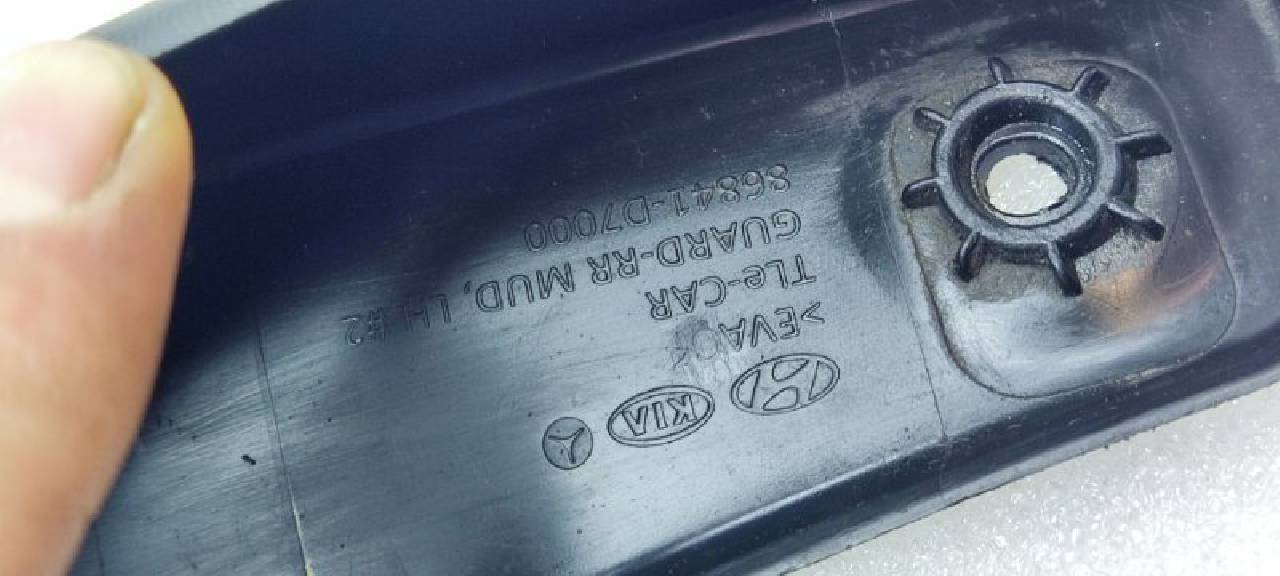 KIA
>EVA<
TLe-CAR
GUARD-RR MUD, LH #2
86841-D7000